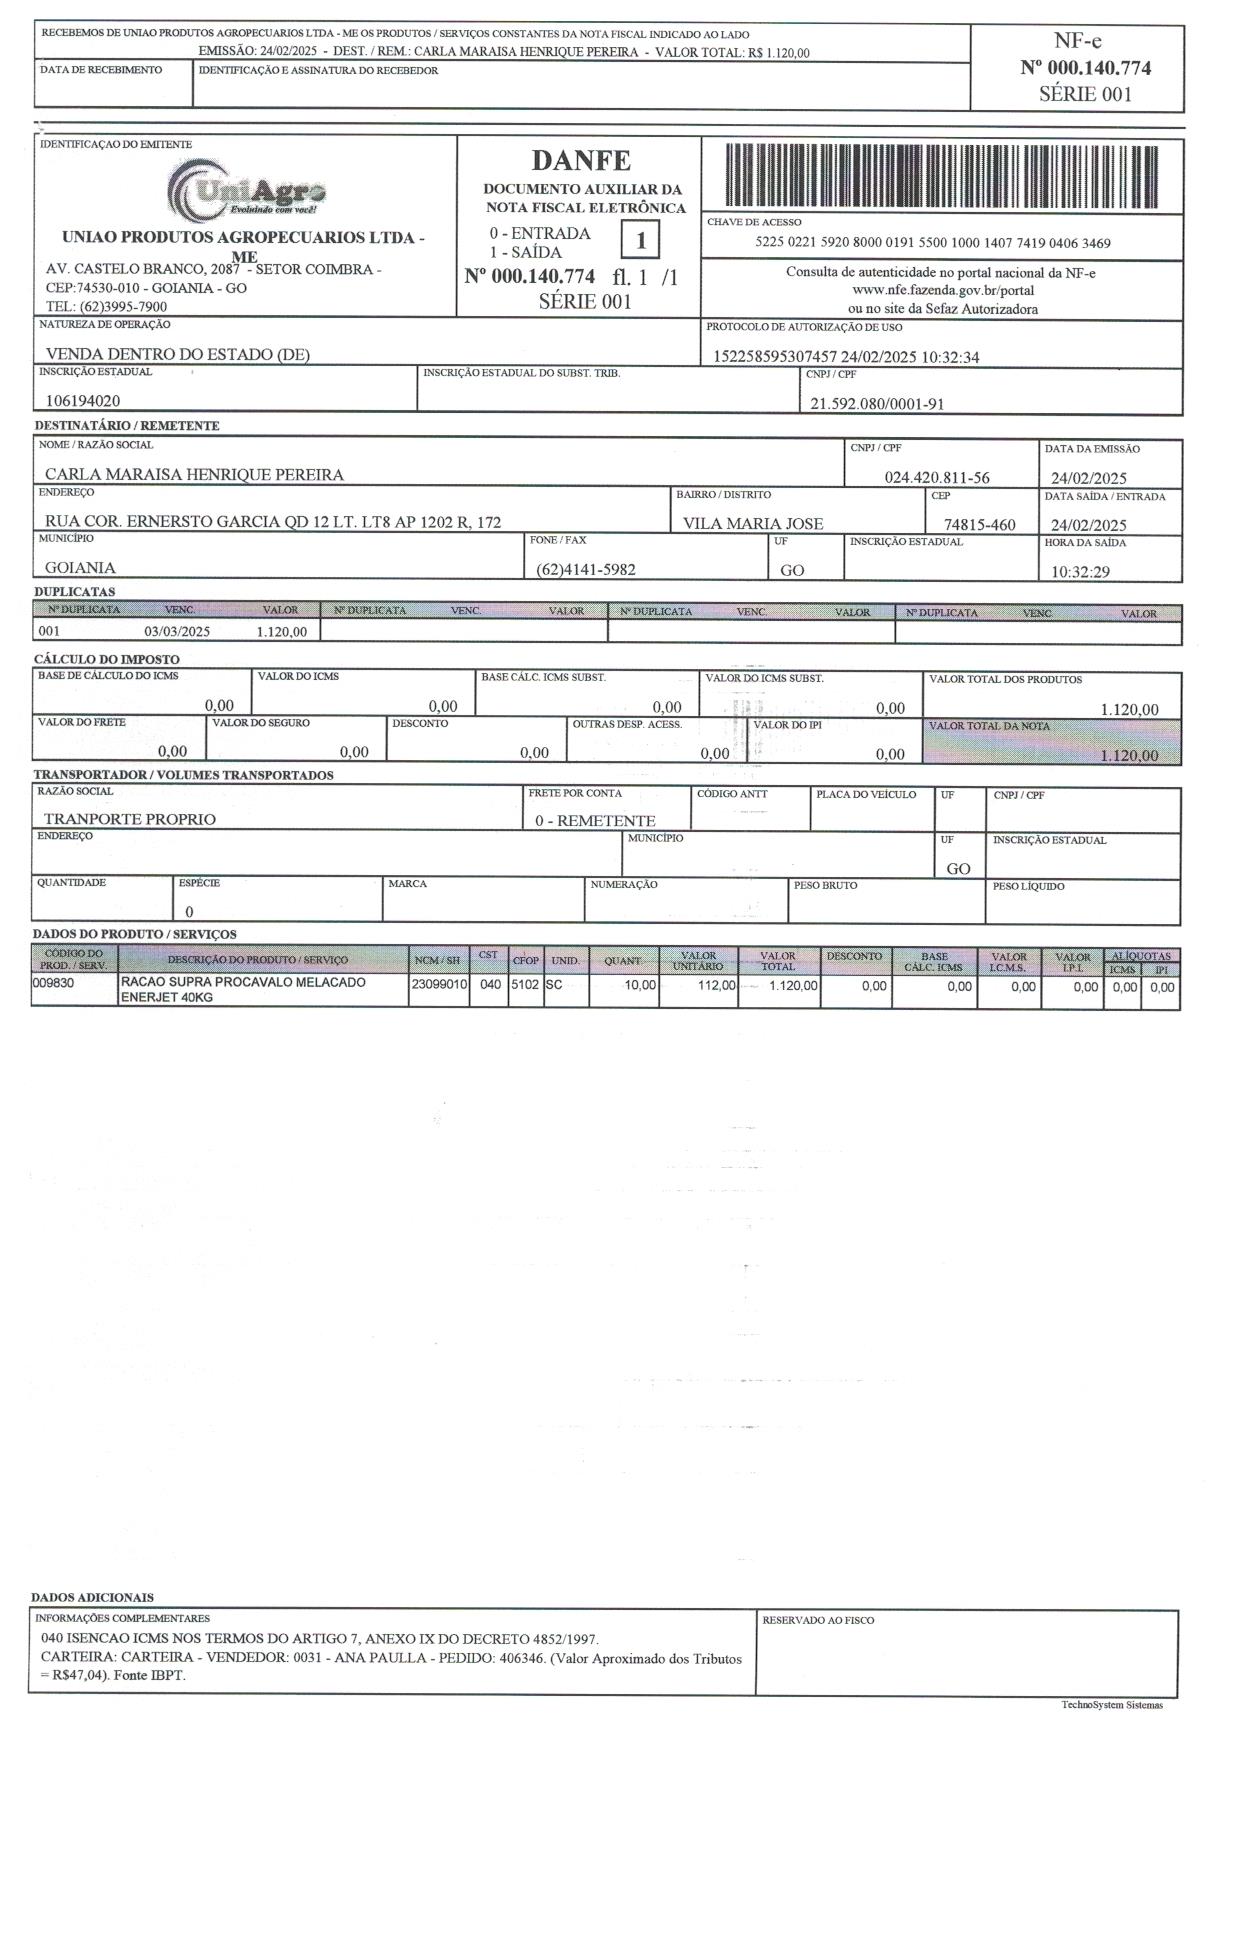 RECEBEMOS DE UNIAO PRODUTOS AGROPECUARIOS LTDA - ME OS PRODUTOS / SERVIÇOS CONSTANTES DA NOTA FISCAL INDICADO AO LADO
EMISSÃO: 24/02/2025 - DEST. / REM.: CARLA MARAISA HENRIQUE PEREIRA - VALOR TOTAL: R$ 1.120,00
DATA DE RECEBIMENTO IDENTIFICAÇÃO E ASSINATURA DO RECEBEDOR
NF-e
Nº 000.140.774
SÉRIE 001
IDENTIFICAÇAO DO EMITENTE
UniAgro
Evoluindo com você!
UNIAO PRODUTOS AGROPECUARIOS LTDA -
ME
AV. CASTELO BRANCO, 2087 - SETOR COIMBRA -
CEP:74530-010 - GOIANIA - GO
TEL: (62)3995-7900
DANFE
DOCUMENTO AUXILIAR DA
NOTA FISCAL ELETRÔNICA
0 - ENTRADA
1 - SAÍDA
1
Nº 000.140.774 fl. 1 /1
SÉRIE 001
CHAVE DE ACESSO
5225 0221 5920 8000 0191 5500 1000 1407 7419 0406 3469
Consulta de autenticidade no portal nacional da NF-e
www.nfe.fazenda.gov.br/portal
ou no site da Sefaz Autorizadora
NATUREZA DE OPERAÇÃO PROTOCOLO DE AUTORIZAÇÃO DE USO
VENDA DENTRO DO ESTADO (DE) 152258595307457 24/02/2025 10:32:34
INSCRIÇÃO ESTADUAL INSCRIÇÃO ESTADUAL DO SUBST. TRIB. CNPJ / CPF
106194020 21.592.080/0001-91
DESTINATÁRIO / REMETENTE
NOME / RAZÃO SOCIAL CNPJ / CPF DATA DA EMISSÃO
CARLA MARAISA HENRIQUE PEREIRA 024.420.811-56 24/02/2025
ENDEREÇO BAIRRO / DISTRITO CEP DATA SAÍDA / ENTRADA
RUA COR. ERNERSTO GARCIA QD 12 LT. LT8 AP 1202 R, 172 VILA MARIA JOSE 74815-460 24/02/2025
MUNICÍPIO FONE / FAX UF INSCRIÇÃO ESTADUAL HORA DA SAÍDA
GOIANIA (62)4141-5982 GO 10:32:29
DUPLICATAS
Nº DUPLICATA VENC. VALOR Nº DUPLICATA VENC. VALOR Nº DUPLICATA VENC. VALOR Nº DUPLICATA VENC. VALOR
001 03/03/2025 1.120,00
CÁLCULO DO IMPOSTO
BASE DE CÁLCULO DO ICMS VALOR DO ICMS BASE CÁLC. ICMS SUBST. VALOR DO ICMS SUBST. VALOR TOTAL DOS PRODUTOS
0,00 0,00 0,00 0,00 1.120,00
VALOR DO FRETE VALOR DO SEGURO DESCONTO OUTRAS DESP. ACESS. VALOR DO IPI VALOR TOTAL DA NOTA
0,00 0,00 0,00 0,00 0,00 1.120,00
TRANSPORTADOR / VOLUMES TRANSPORTADOS
RAZÃO SOCIAL FRETE POR CONTA CÓDIGO ANTT PLACA DO VEÍCULO UF CNPJ / CPF
TRANPORTE PROPRIO 0 - REMETENTE
ENDEREÇO MUNICÍPIO UF INSCRIÇÃO ESTADUAL
GO
QUANTIDADE ESPÉCIE MARCA NUMERAÇÃO PESO BRUTO PESO LÍQUIDO
0
DADOS DO PRODUTO / SERVIÇOS
CÓDIGO DO PROD. / SERV. DESCRIÇÃO DO PRODUTO / SERVIÇO NCM / SH CST CFOP UNID. QUANT. VALOR UNITÁRIO VALOR TOTAL DESCONTO BASE CÁLC. ICMS VALOR I.C.M.S. VALOR I.P.I. ALÍQUOTAS ICMS IPI
009830 RACAO SUPRA PROCAVALO MELACADO 23099010 040 5102 SC 10,00 112,00 1.120,00 0,00 0,00 0,00 0,00 0,00 0,00
ENERJET 40KG
DADOS ADICIONAIS
INFORMAÇÕES COMPLEMENTARES RESERVADO AO FISCO
040 ISENCAO ICMS NOS TERMOS DO ARTIGO 7, ANEXO IX DO DECRETO 4852/1997.
CARTEIRA: CARTEIRA - VENDEDOR: 0031 - ANA PAULLA - PEDIDO: 406346. (Valor Aproximado dos Tributos
= R$47,04). Fonte IBPT.
TechnoSystem Sistemas